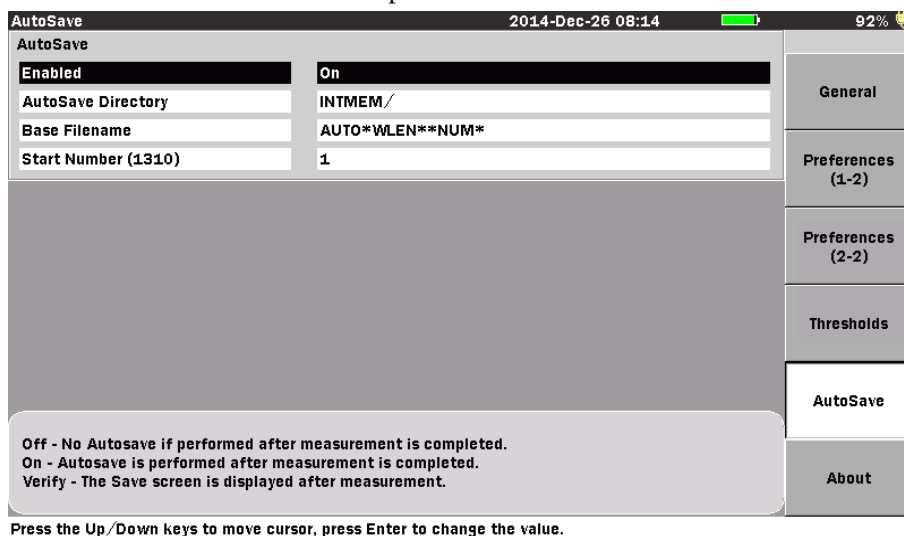 AutoSave 2014-Dec-26 08:14 92%
AutoSave
Enabled On
AutoSave Directory INTMEM/
Base Filename AUTO*WLEN**NUM*
Start Number (1310) 1
General
Preferences
(1-2)
Preferences
(2-2)
Thresholds
AutoSave
About
Off - No Autosave if performed after measurement is completed.
On - Autosave is performed after measurement is completed.
Verify - The Save screen is displayed after measurement.
Press the Up/Down keys to move cursor, press Enter to change the value.